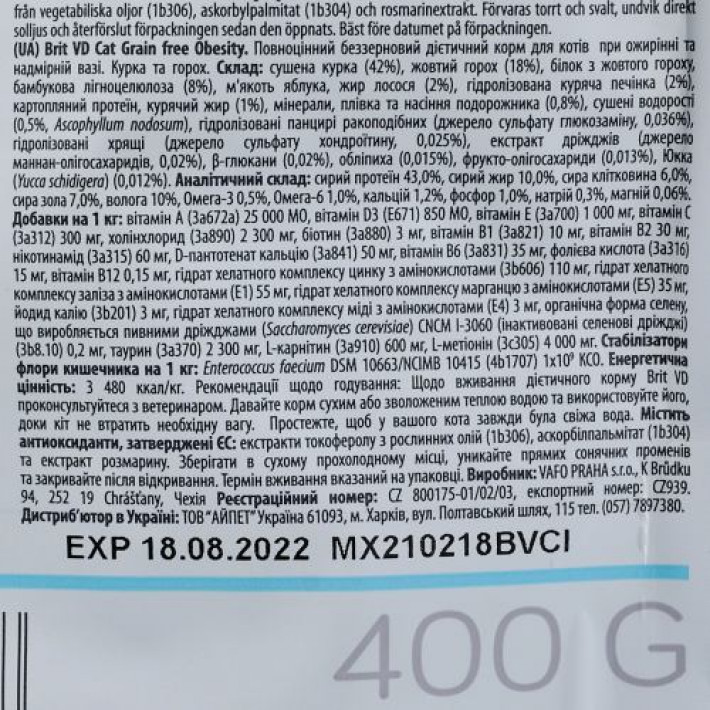 från vegetabiliska oljor (1b306), askorbylpalmitat (1b304) och rosmarinextrakt. Förvaras torrt och svalt, undvik direkt
solljus och återförslut förpackningen sedan den öppnats. Bäst före datumet på förpackningen.
(UA) Brit VD Cat Grain free Obesity. Повноцінний беззерновий дієтичний корм для котів при ожирінні та
надмірній вазі. Курка та горох. Склад: сушена курка (42%), жовтий горох (18%), білок з жовтого гороху,
бамбукова лігноцелюлоза (8%), м'якоть яблука, жир лосося (2%), гідролізована куряча печінка (2%),
картопляний протеїн, курячий жир (1%), мінерали, плівка та насіння подорожника (0,8%), сушені водорості
(0,5%, Ascophyllum nodosum), гідролізовані панцирі ракоподібних (джерело сульфату глюкозаміну, 0,036%),
гідролізовані хрящі (джерело сульфату хондроїтину, 0,025%), екстракт дріжджів (джерело
маннан-олігосахаридів, 0,02%), β-глюкани (0,02%), обліпиха (0,015%), фрукто-олігосахариди (0,013%), Юкка
(Yucca schidigera) (0,012%). Аналітичний склад: сирий протеїн 43,0%, сирий жир 10,0%, сира клітковина 6,0%,
сира зола 7,0%, волога 10%, Омега-3 0,5%, Омега-6 1,0%, кальцій 1,2%, фосфор 1,0%, натрій 0,3%, магній 0,06%.
Добавки на 1 кг: вітамін A (3a672a) 25 000 МО, вітамін D3 (E671) 850 МО, вітамін E (3a700) 1 000 мг, вітамін C
(3a312) 300 мг, холінхлорид (3a890) 2 300 мг, біотин (3a880) 3 мг, вітамін B1 (3a821) 10 мг, вітамін B2 30 мг,
нікотинамід (3a315) 60 мг, D-пантотенат кальцію (3a841) 50 мг, вітамін B6 (3a831) 35 мг, фолієва кислота (3a316)
15 мг, вітамін B12 0,15 мг, гідрат хелатного комплексу цинку з амінокислотами (3b606) 110 мг, гідрат хелатного
комплексу заліза з амінокислотами (E1) 55 мг, гідрат хелатного комплексу марганцю з амінокислотами (E5) 35 мг,
йодид калію (3b201) 3 мг, гідрат хелатного комплексу міді з амінокислотами (E4) 3 мг, органічна форма селену,
що виробляється пивними дріжджами (Saccharomyces cerevisiae) CNCM I-3060 (інактивовані селенові дріжджі)
(3b8.10) 0,2 мг, таурин (3a370) 2 300 мг, L-карнітин (3a910) 600 мг, L-метіонін (3c305) 4 000 мг. Стабілізатори
флори кишечника на 1 кг: Enterococcus faecium DSM 10663/NCIMB 10415 (4b1707) 1x10⁹ КСО. Енергетична
цінність: 3 480 ккал/кг. Рекомендації щодо годування: Щодо вживання дієтичного корму Brit VD
проконсультуйтеся з ветеринаром. Давайте корм сухим або зволоженим теплою водою та використовуйте його,
доки кіт не втратить необхідну вагу. Простежте, щоб у вашого кота завжди була свіжа вода. Містить
антиоксиданти, затверджені ЄС: екстракти токоферолу з рослинних олій (1b306), аскорбілпальмітат (1b304)
та екстракт розмарину. Зберігати в сухому прохолодному місці, уникайте прямих сонячних променів
та закривайте після відкривання. Термін вживання вказаний на упаковці. Виробник: VAFO PRAHA s.r.o., K Brůdku
94, 252 19 Chrášťany, Чехія Реєстраційний номер: CZ 800175-01/02/03, експортний номер: CZ939.
Дистриб'ютор в Україні: ТОВ "АЙПЕТ" Україна 61093, м. Харків, вул. Полтавський шлях, 115 тел. (057) 7897380.
EXP 18.08.2022 MX210218BVCI
400 G